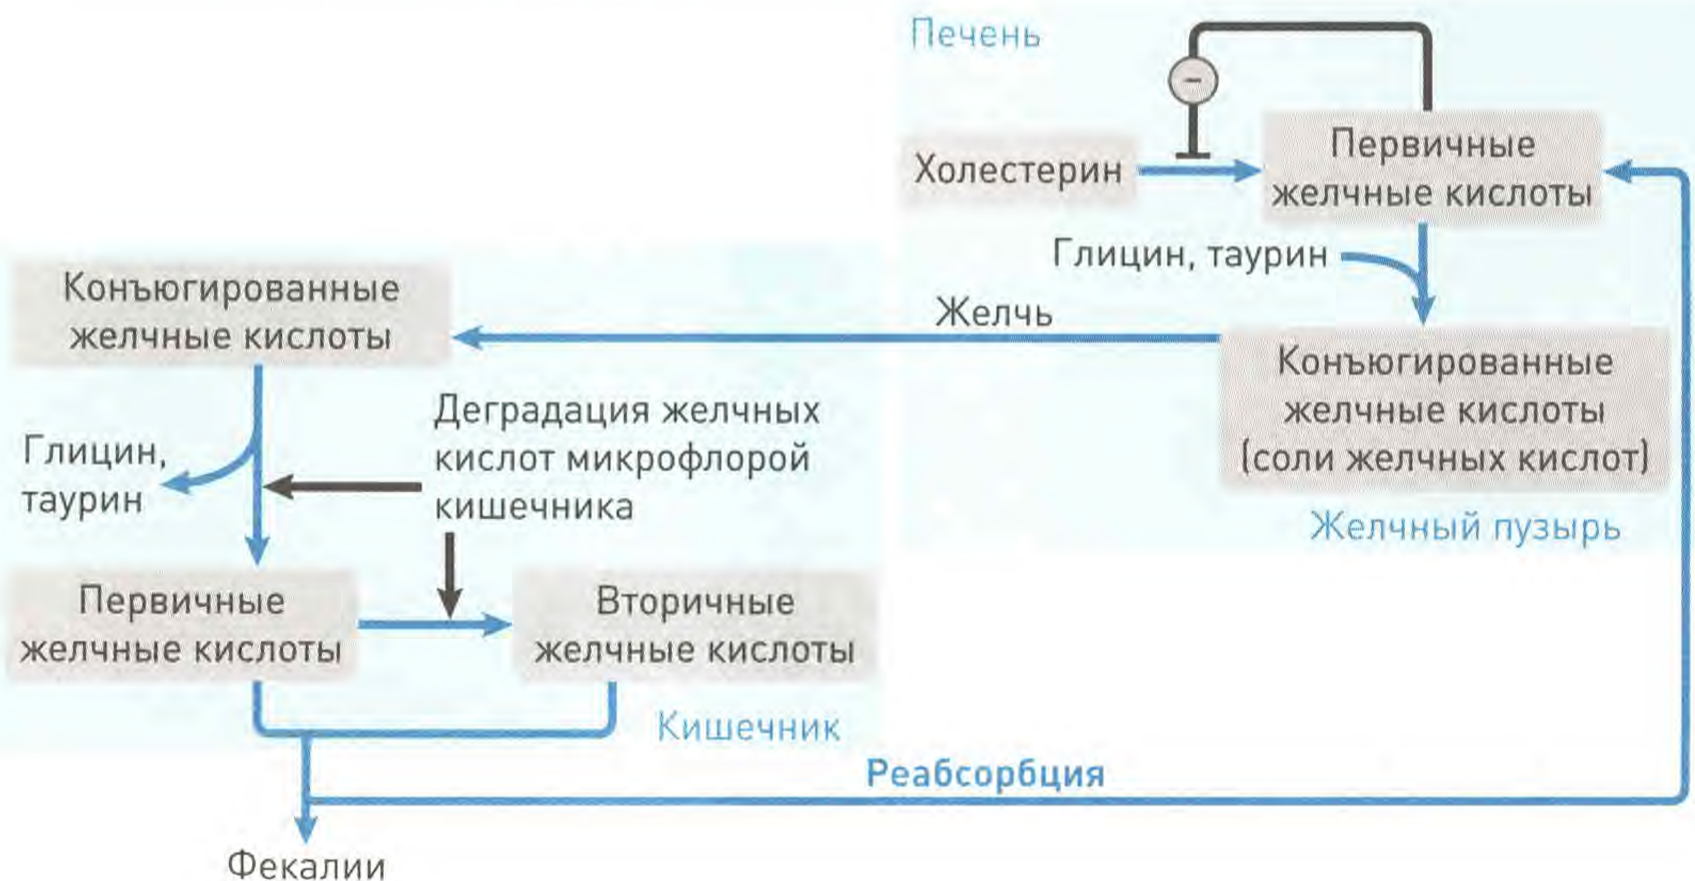 Печень
Холестерин
–
Первичные
желчные кислоты
Глицин, таурин
Желчь
Конъюгированные
желчные кислоты
(соли желчных кислот)
Желчный пузырь
Конъюгированные
желчные кислоты
Глицин,
таурин
Деградация желчных
кислот микрофлорой
кишечника
Первичные
желчные кислоты
Вторичные
желчные кислоты
Кишечник
Реабсорбция
Фекалии